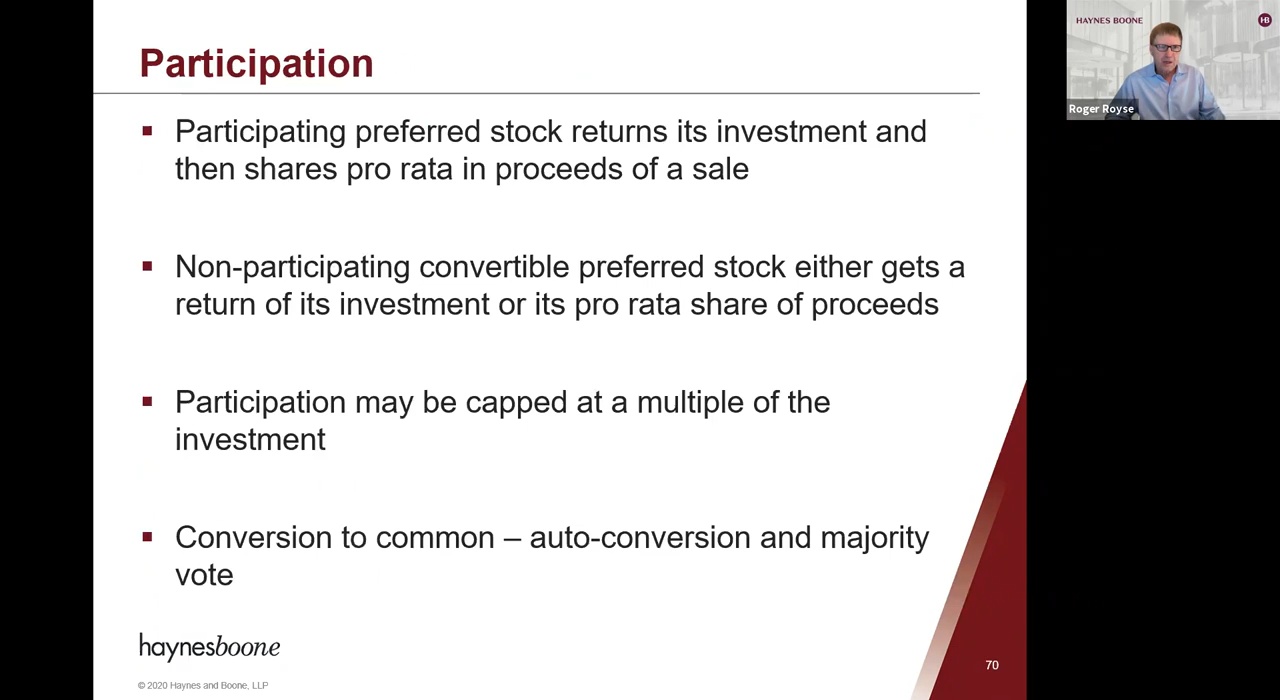 Participation
▪ Participating preferred stock returns its investment and
then shares pro rata in proceeds of a sale
▪ Non-participating convertible preferred stock either gets a
return of its investment or its pro rata share of proceeds
▪ Participation may be capped at a multiple of the
investment
▪ Conversion to common – auto-conversion and majority
vote
haynesboone
© 2020 Haynes and Boone, LLP
70
HAYNES BOONE
HB
Roger Royse